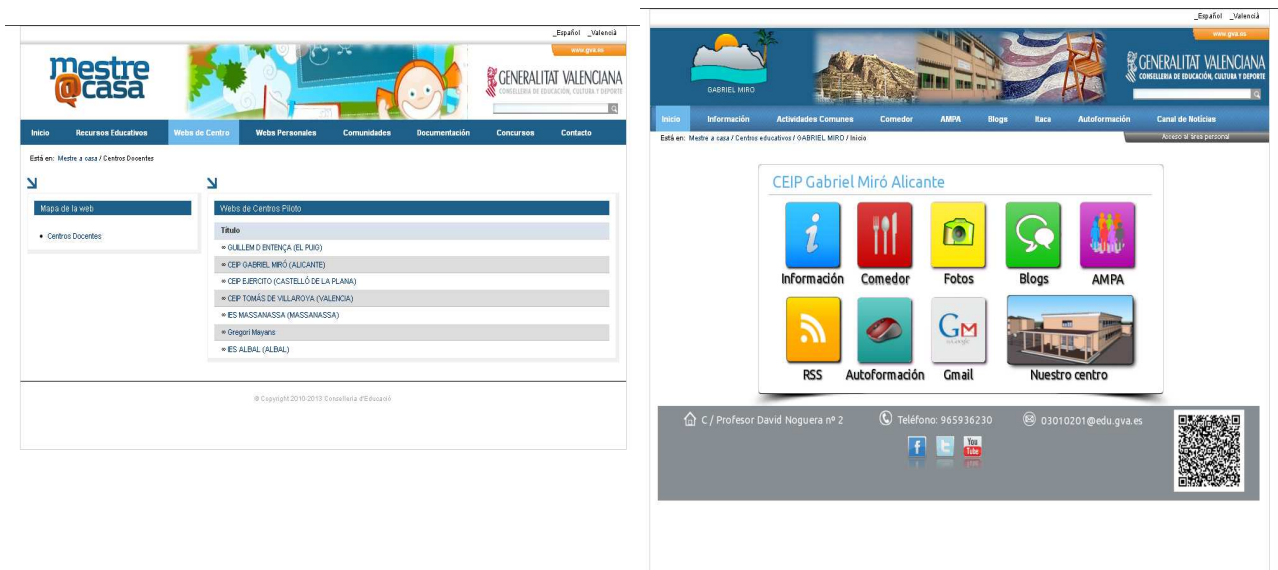 _Español _Valencià
www.gva.es
mestre
@casa
GENERALITAT VALENCIANA
CONSELLERIA DE EDUCACIÓN, CULTURA Y DEPORTE
Inicio Recursos Educativos Webs de Centro Webs Personales Comunidades Documentación Concursos Contacto
Está en: Mestre a casa / Centros Docentes
Mapa de la web
Centros Docentes
Webs de Centros Piloto
Título
GUILLEM D ENTENÇA (EL PUIG)
CEIP GABRIEL MIRÓ (ALICANTE)
CEIP EJERCITO (CASTELLÓ DE LA PLANA)
CEIP TOMÁS DE VILLAROYA (VALENCIA)
IES MASSANASSA (MASSANASSA)
Gregori Mayans
IES ALBAL (ALBAL)
© Copyright 2010-2013 Conselleria d'Educació
_Español _Valencià
www.gva.es
GABRIEL MIRO
GENERALITAT VALENCIANA
CONSELLERIA DE EDUCACIÓN, CULTURA Y DEPORTE
Inicio Información Actividades Comunes Comedor AMPA Blogs Itaca Autoformación Canal de Noticias
Está en: Mestre a casa / Centros educativos / GABRIEL MIRO / Inicio
Acceso al área personal
CEIP Gabriel Miró Alicante
i
Información Comedor Fotos Blogs AMPA
GM
RSS Autoformación Gmail Nuestro centro
C / Profesor David Noguera nº 2 Teléfono: 965936230 03010201@edu.gva.es
f t You
Tube